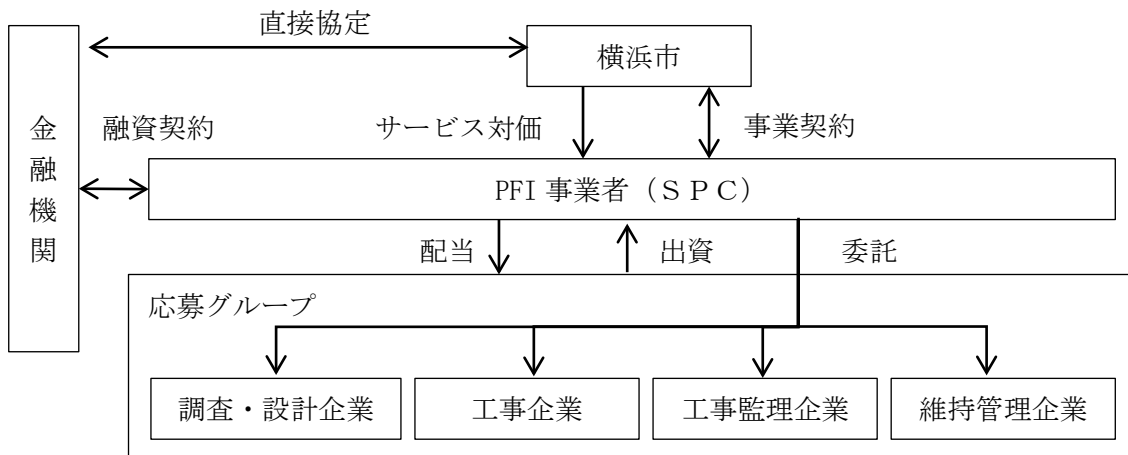 直接協定
横浜市
金融機関
融資契約
サービス対価
事業契約
PFI 事業者（ＳＰＣ）
配当
出資
委託
応募グループ
調査・設計企業
工事企業
工事監理企業
維持管理企業